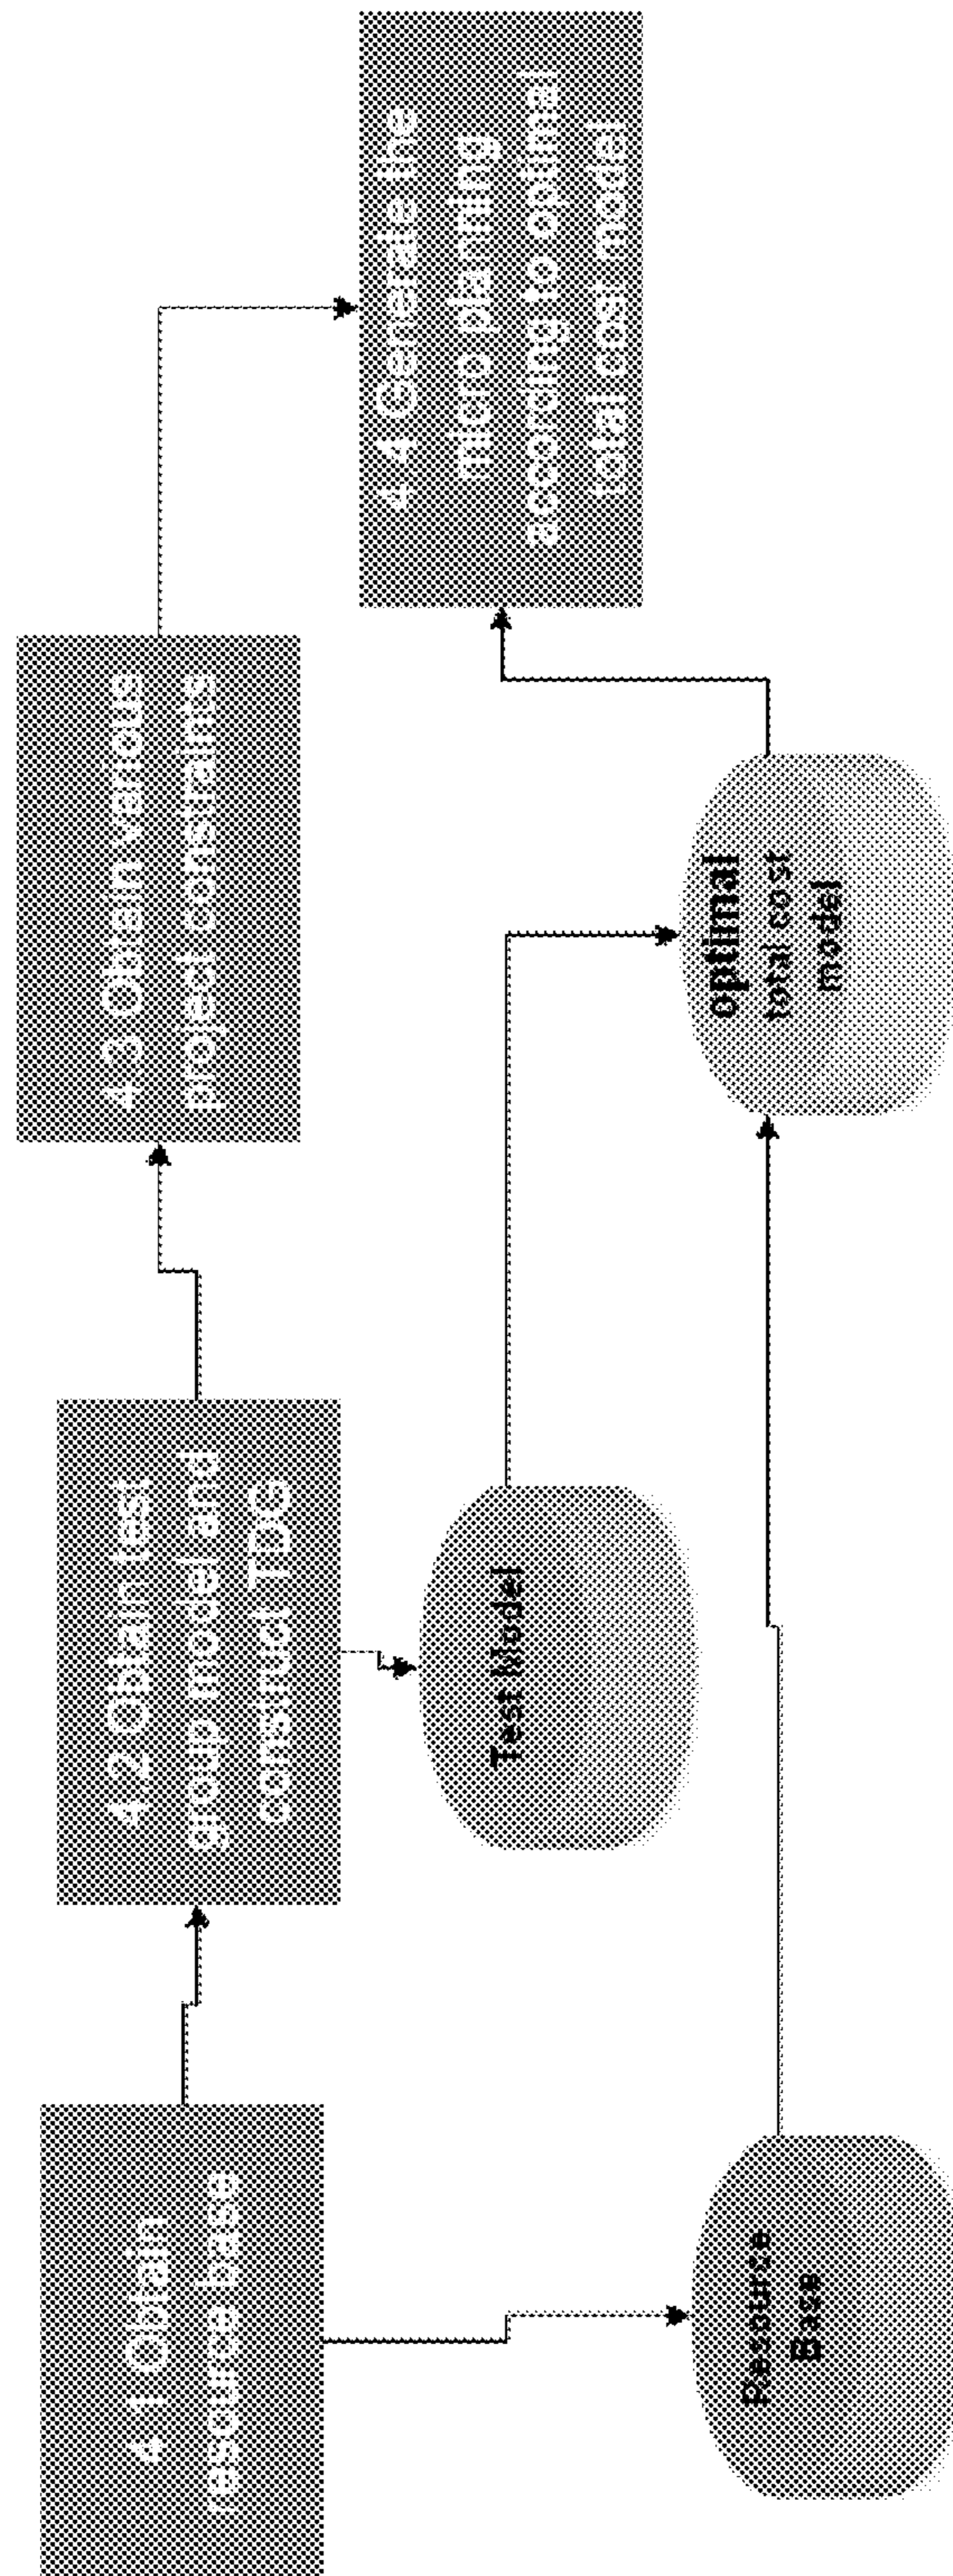 4.1 Obtain
resource base
4.2 Obtain test
group model and
construct TDG
4.3 Obtain various
project constraints
4.4 Generate the
micro planning
according to optimal
total cost model
Resource
Base
Test Model
optimal
total cost
model